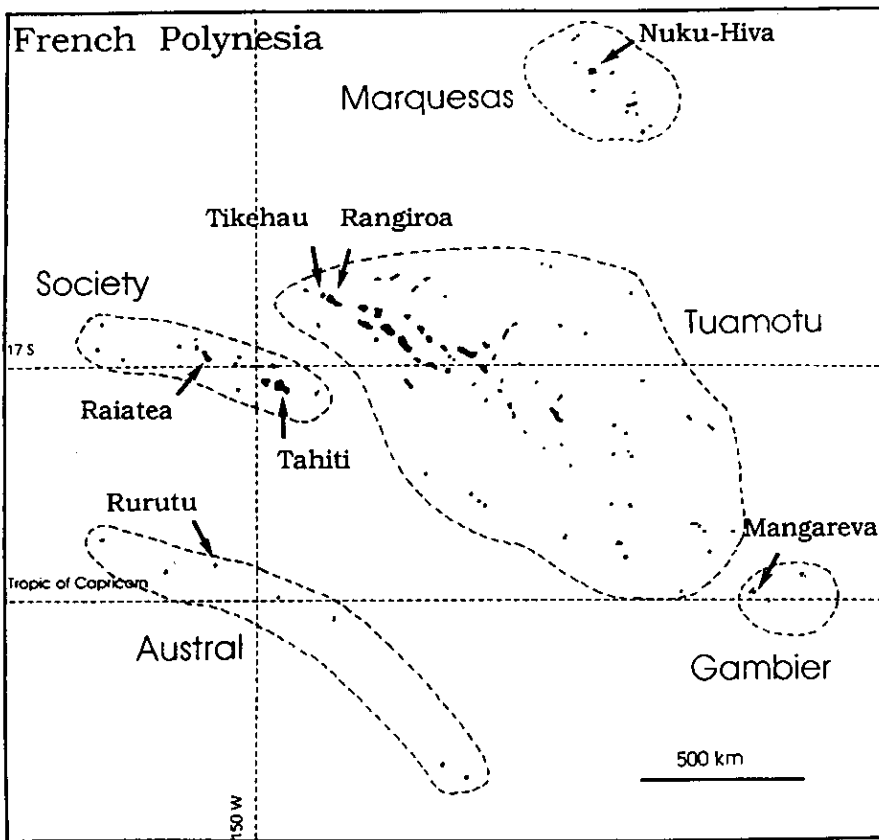 French Polynesia
Nuku-Hiva
Marquesas
Tikehau Rangiroa
Society
Tuamotu
17 S
Raiatea
Tahiti
Rurutu
Mangareva
Tropic of Capricorn
Austral
Gambier
500 km
150 W